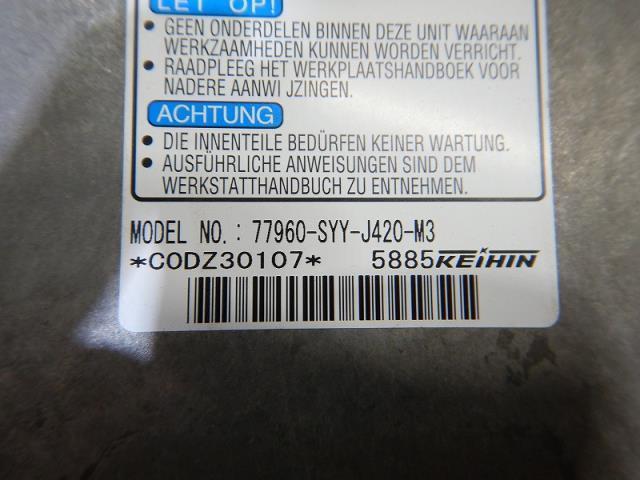 LET OP!
• GEEN ONDERDELEN BINNEN DEZE UNIT WAARAAN
WERKZAAMHEDEN KUNNEN WORDEN VERRICHT.
• RAADPLEEG HET WERKPLAATSHANDBOEK VOOR
NADERE AANWI JZINGEN.
ACHTUNG
• DIE INNENTEILE BEDÜRFEN KEINER WARTUNG.
• AUSFÜHRLICHE ANWEISUNGEN SIND DEM
WERKSTATTHANDBUCH ZU ENTNEHMEN.
MODEL NO. : 77960-SYY-J420-M3
*CODZ30107* 5885 KEIHIN